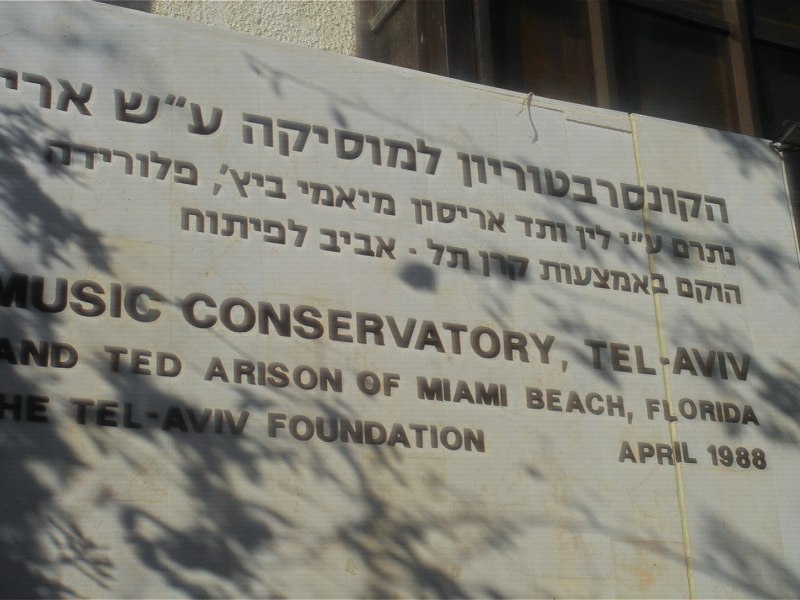 הקונסרבטוריון למוסיקה ע״ש ארי
נתרם ע״י לין ותד אריסון מיאמי ביץ׳, פלורידה
הוקם באמצעות קרן תל - אביב לפיתוח
MUSIC CONSERVATORY, TEL-AVIV
AND TED ARISON OF MIAMI BEACH, FLORIDA
HE TEL-AVIV FOUNDATION APRIL 1988